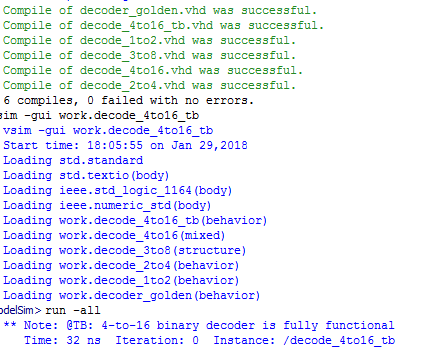 Compile of decoder_golden.vhd was successful.
Compile of decode_4to16_tb.vhd was successful.
Compile of decode_1to2.vhd was successful.
Compile of decode_3to8.vhd was successful.
Compile of decode_4to16.vhd was successful.
Compile of decode_2to4.vhd was successful.
6 compiles, 0 failed with no errors.
sim -gui work.decode_4to16_tb
vsim -gui work.decode_4to16_tb
Start time: 18:05:55 on Jan 29,2018
Loading std.standard
Loading std.textio(body)
Loading ieee.std_logic_1164(body)
Loading ieee.numeric_std(body)
Loading work.decode_4to16_tb(behavior)
Loading work.decode_4to16(mixed)
Loading work.decode_3to8(structure)
Loading work.decode_2to4(behavior)
Loading work.decode_1to2(behavior)
Loading work.decoder_golden(behavior)
odelSim> run -all
** Note: @TB: 4-to-16 binary decoder is fully functional
Time: 32 ns Iteration: 0 Instance: /decode_4to16_tb